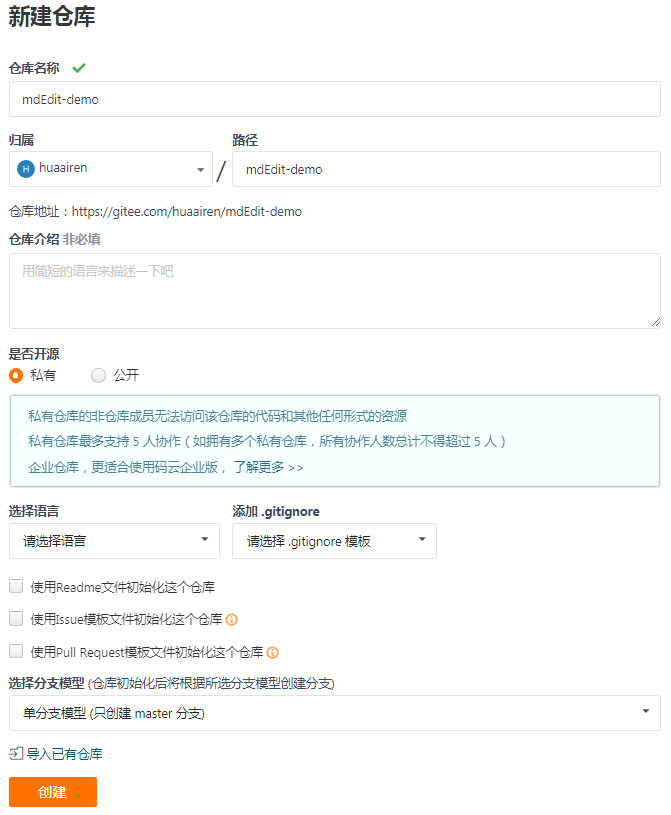 新建仓库
仓库名称
mdEdit-demo
归属
路径
H huaairen / mdEdit-demo
仓库地址：https://gitee.com/huaairen/mdEdit-demo
仓库介绍 非必填
用简短的语言来描述一下吧
是否开源
私有 公开
私有仓库的非仓库成员无法访问该仓库的代码和其他任何形式的资源
私有仓库最多支持 5 人协作（如拥有多个私有仓库，所有协作人数总计不得超过 5 人）
企业仓库，更适合使用码云企业版， 了解更多 >>
选择语言 添加 .gitignore
请选择语言 请选择 .gitignore 模板
使用Readme文件初始化这个仓库
使用Issue模板文件初始化这个仓库
使用Pull Request模板文件初始化这个仓库
选择分支模型 (仓库初始化后将根据所选分支模型创建分支)
单分支模型 (只创建 master 分支)
导入已有仓库
创建